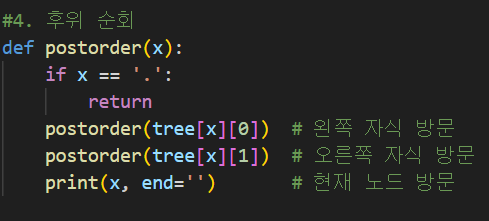 #4. 후위 순회
def postorder(x):
    if x == '.':
        return
    postorder(tree[x][0])  # 왼쪽 자식 방문
    postorder(tree[x][1])  # 오른쪽 자식 방문
    print(x, end='')       # 현재 노드 방문